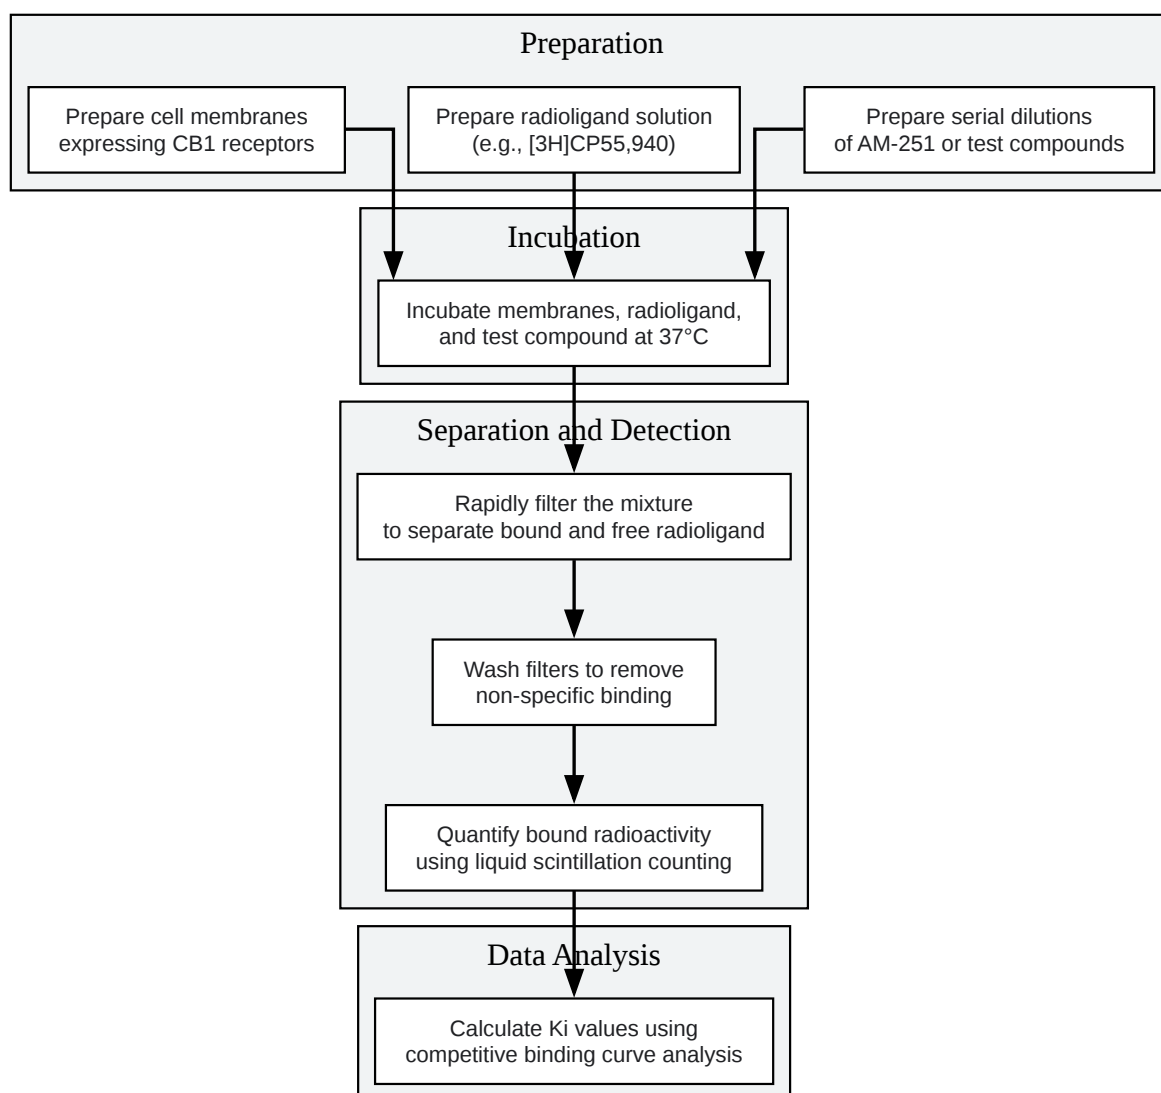 Preparation
Prepare cell membranes
expressing CB1 receptors
Prepare radioligand solution
(e.g., [3H]CP55,940)
Prepare serial dilutions
of AM-251 or test compounds
Incubation
Incubate membranes, radioligand,
and test compound at 37°C
Separation and Detection
Rapidly filter the mixture
to separate bound and free radioligand
Wash filters to remove
non-specific binding
Quantify bound radioactivity
using liquid scintillation counting
Data Analysis
Calculate Ki values using
competitive binding curve analysis